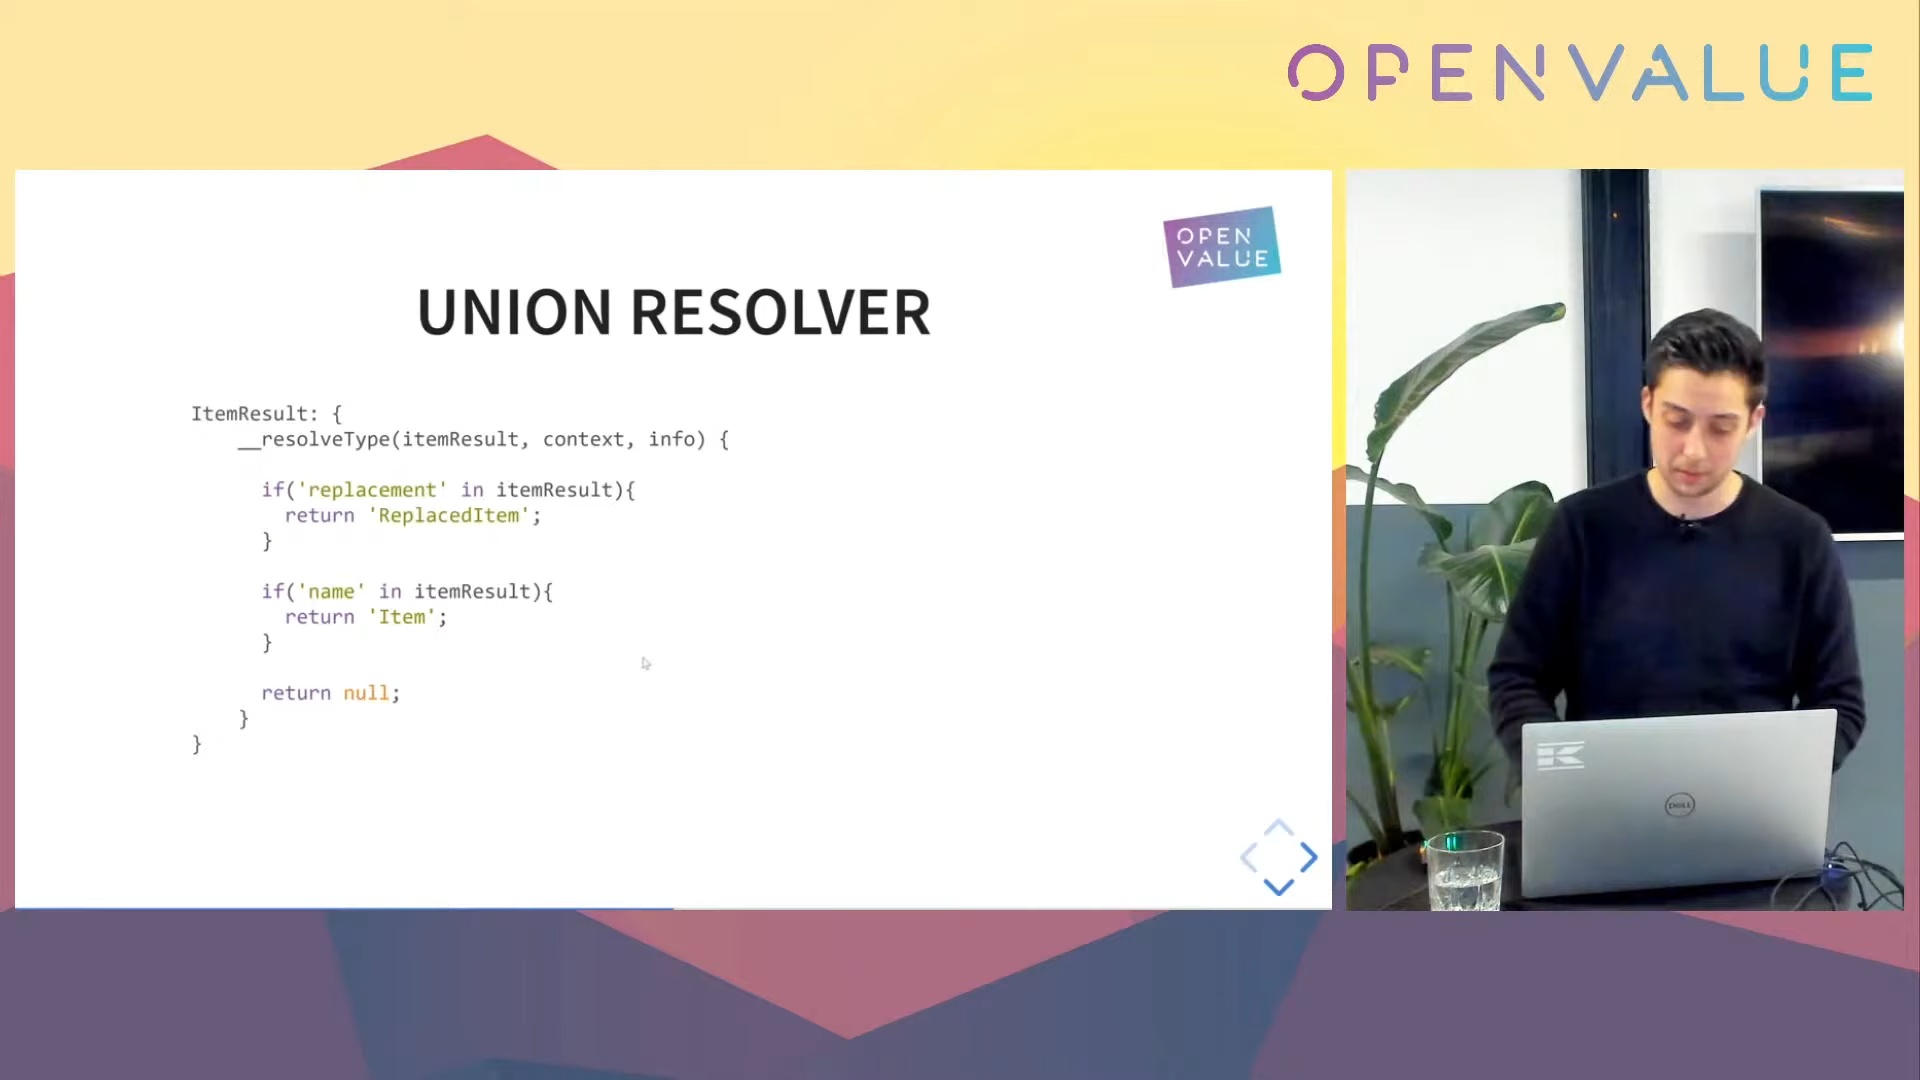 OPENVALUE
OPEN
VALUE
UNION RESOLVER
ItemResult: {
__resolveType(itemResult, context, info) {
if('replacement' in itemResult){
return 'ReplacedItem';
}
if('name' in itemResult){
return 'Item';
}
return null;
}
}
K
DELL